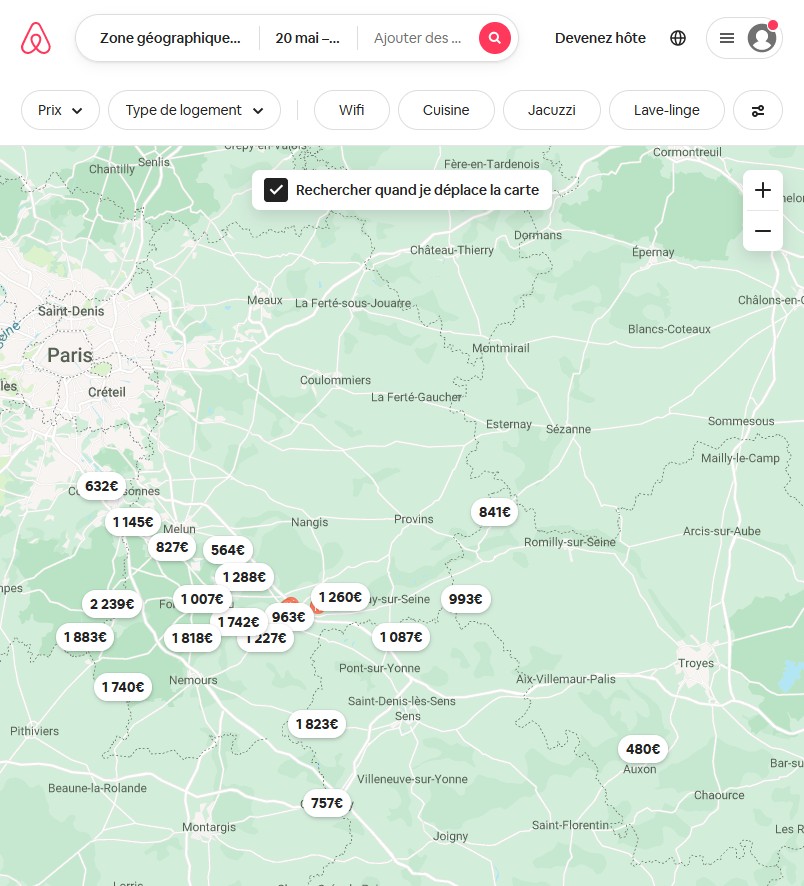 Zone géographique...
20 mai –...
Ajouter des ...
Devenez hôte
Prix
Type de logement
Wifi
Cuisine
Jacuzzi
Lave-linge
Senlis
Chantilly
Fère-en-Tardenois
Cormontreuil
Rechercher quand je déplace la carte
Dormans
Château-Thierry
Épernay
Meaux
La Ferté-sous-Jouarre
Châlons-en-C
Saint-Denis
Blancs-Coteaux
Paris
Montmirail
Coulommiers
Créteil
La Ferté-Gaucher
Esternay
Sézanne
Sommesous
Mailly-le-Camp
632€
841€
1 145€
Nangis
Provins
Melun
Arcis-sur-Aube
Romilly-sur-Seine
827€
564€
1 288€
1 007€
1 260€
ay-sur-Seine
993€
2 239€
963€
1 742€
1 883€
1 818€
1 227€
1 087€
Troyes
Pont-sur-Yonne
Nemours
Aix-Villemaur-Palis
1 740€
Saint-Denis-lès-Sens
Sens
1 823€
Pithiviers
480€
Auxon
Bar-su
Villeneuve-sur-Yonne
Beaune-la-Rolande
Chaource
757€
Montargis
Joigny
Saint-Florentin
Les R